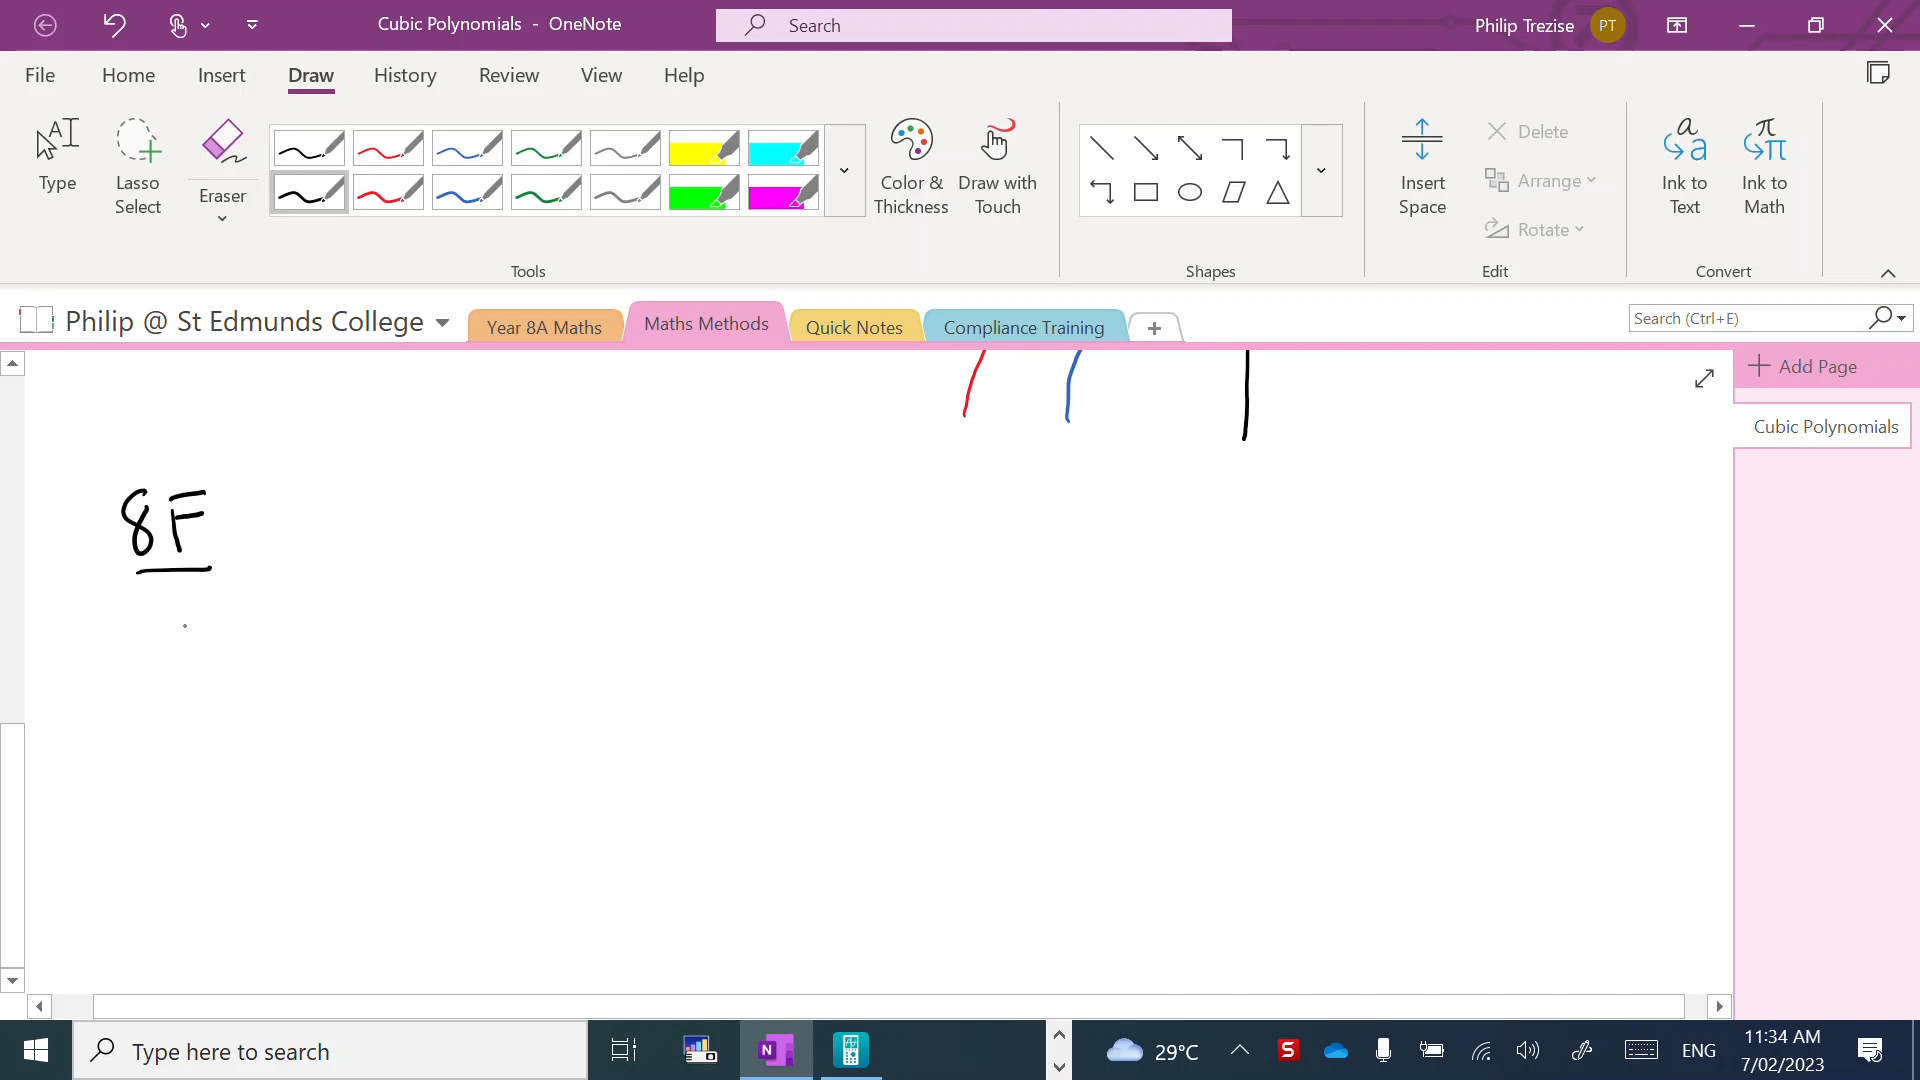 Cubic Polynomials - OneNote
Search
Philip Trezise
PT
File
Home
Insert
Draw
History
Review
View
Help
Type
Lasso
Select
Eraser
Color &
Thickness
Draw with
Touch
Insert
Space
Delete
Arrange
Rotate
Ink to
Text
Ink to
Math
Tools
Shapes
Edit
Convert
Philip @ St Edmunds College
Year 8A Maths
Maths Methods
Quick Notes
Compliance Training
Search (Ctrl+E)
Add Page
Cubic Polynomials
8F
Type here to search
29°C
ENG
11:34 AM
7/02/2023